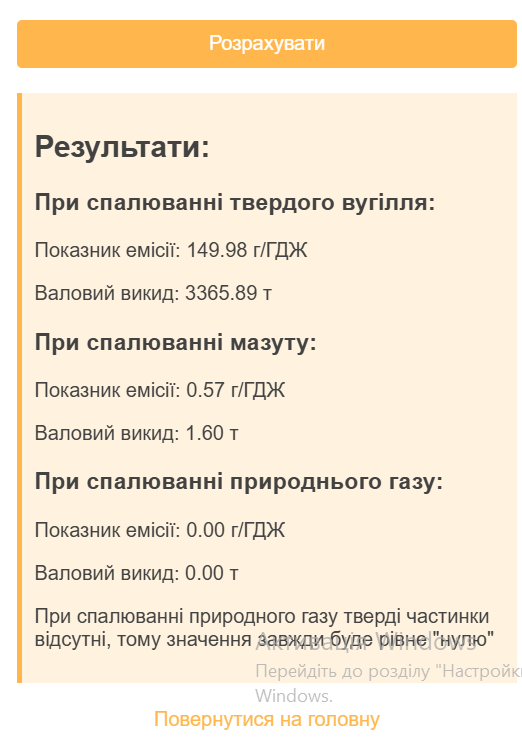 Розрахувати
Результати:
При спалюванні твердого вугілля:
Показник емісії: 149.98 г/ГДЖ
Валовий викид: 3365.89 т
При спалюванні мазуту:
Показник емісії: 0.57 г/ГДЖ
Валовий викид: 1.60 т
При спалюванні природнього газу:
Показник емісії: 0.00 г/ГДЖ
Валовий викид: 0.00 т
При спалюванні природного газу тверді частинки
відсутні, тому значення завжди буде рівне "нулю"
Активація Windows
Перейдіть до розділу "Настройки
Windows.
Повернутися на головну